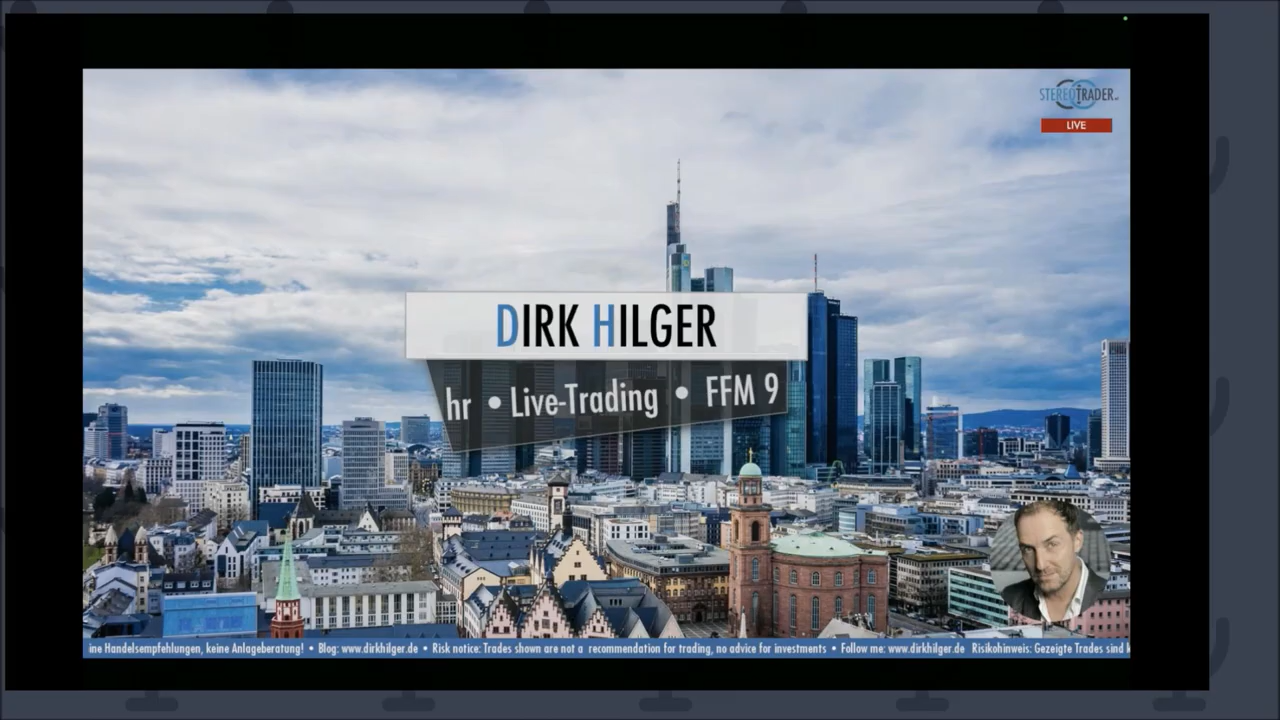 STEREOTRADER
LIVE
DIRK HILGER
hr • Live-Trading • FFM 9
ine Handelsempfehlungen, keine Anlageberatung! • Blog: www.dirkhilger.de • Risk notice: Trades shown are not a recommendation for trading, no advice for investments • Follow me: www.dirkhilger.de Risikohinweis: Gezeigte Trades sind k